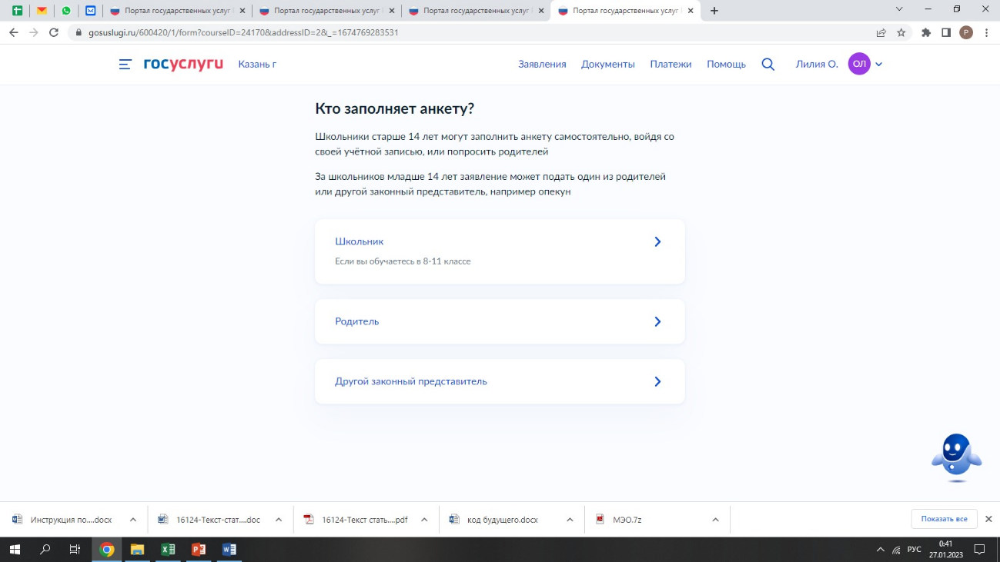 Портал государственных услуг
Портал государственных услуг
Портал государственных услуг
Портал государственных услуг
gosuslugi.ru/600420/1/form?courseID=24170&addressID=2&_=1674769283531
P
госуслуги
Казань г
Заявления
Документы
Платежи
Помощь
Лилия О.
ОЛ
Кто заполняет анкету?
Школьники старше 14 лет могут заполнить анкету самостоятельно, войдя со
своей учётной записью, или попросить родителей
За школьников младше 14 лет заявление может подать один из родителей
или другой законный представитель, например опекун
Школьник
Если вы обучаетесь в 8-11 классе
Родитель
Другой законный представитель
Инструкция по....docx
16124-Текст-стат....doc
16124-Текст стать....pdf
код будущего.docx
МЭО.7z
Показать все
РУС
0:41
27.01.2023